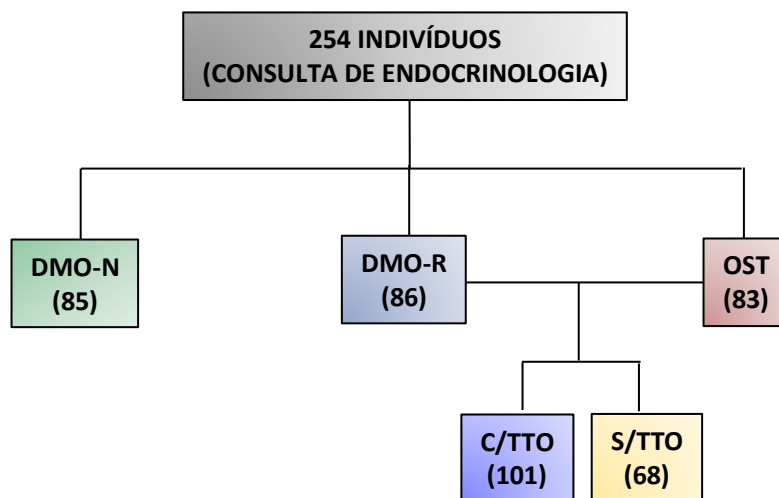 254 INDIVÍDUOS
(CONSULTA DE ENDOCRINOLOGIA)
DMO-N
(85)
DMO-R
(86)
OST
(83)
C/TTO
(101)
S/TTO
(68)